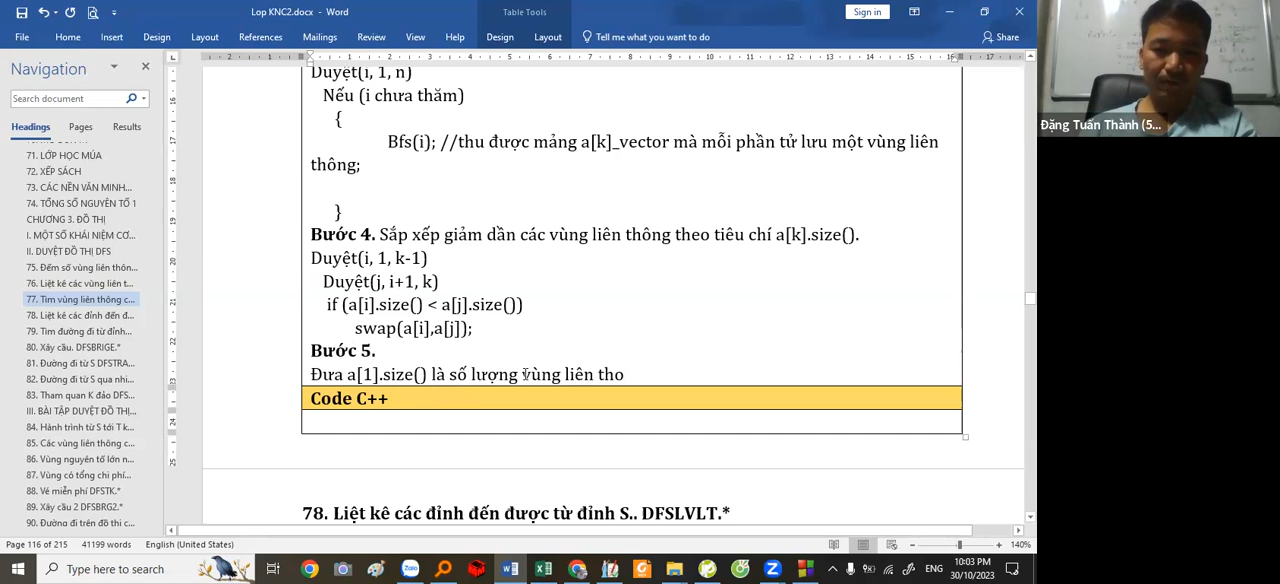 Lop KNC2.docx - Word
Table Tools
Sign in
File
Home
Insert
Design
Layout
References
Mailings
Review
View
Help
Design
Layout
Tell me what you want to do
Share
Navigation
Search document
Headings
Pages
Results
71. LỚP HỌC MÚA
72. XẾP SÁCH
73. CÁC NỀN VĂN MINH...
74. TỔNG SỐ NGUYÊN TỐ 1
CHƯƠNG 3. ĐỒ THỊ
I. MỘT SỐ KHÁI NIỆM CƠ...
II. DUYỆT ĐỒ THỊ DFS
75. Đếm số vùng liên thôn...
76. Liệt kê các vùng liên t...
77. Tìm vùng liên thông c...
78. Liệt kê các đỉnh đến đ...
79. Tìm đường đi từ đỉnh...
80. Xây cầu. DFSBRIGE.*
81. Đường đi từ S DFSTRA...
82. Đường đi từ S qua nhi...
83. Tham quan K đảo DFS...
III. BÀI TẬP DUYỆT ĐỒ THỊ...
84. Hành trình từ S tới T k...
85. Các vùng liên thông c...
86. Vùng nguyên tố lớn n...
87. Vùng có tổng chi phí...
88. Vé miễn phí DFSTK.*
89. Xây cầu 2 DFSBRG2.*
90. Đường đi trên đồ thị c...
Duyệt(i, 1, n)
Nếu (i chưa thăm)
{
Bfs(i); //thu được mảng a[k]_vector mà mỗi phần tử lưu một vùng liên
thông;
}
Bước 4. Sắp xếp giảm dần các vùng liên thông theo tiêu chí a[k].size().
Duyệt(i, 1, k-1)
Duyệt(j, i+1, k)
if (a[i].size() < a[j].size())
swap(a[i],a[j]);
Bước 5.
Đưa a[1].size() là số lượng vùng liên tho
Code C++
78. Liệt kê các đỉnh đến được từ đỉnh S.. DFSLVLT.*
Đặng Tuấn Thành (5...
Page 116 of 215
41199 words
English (United States)
140%
Type here to search
ENG
10:03 PM
30/10/2023